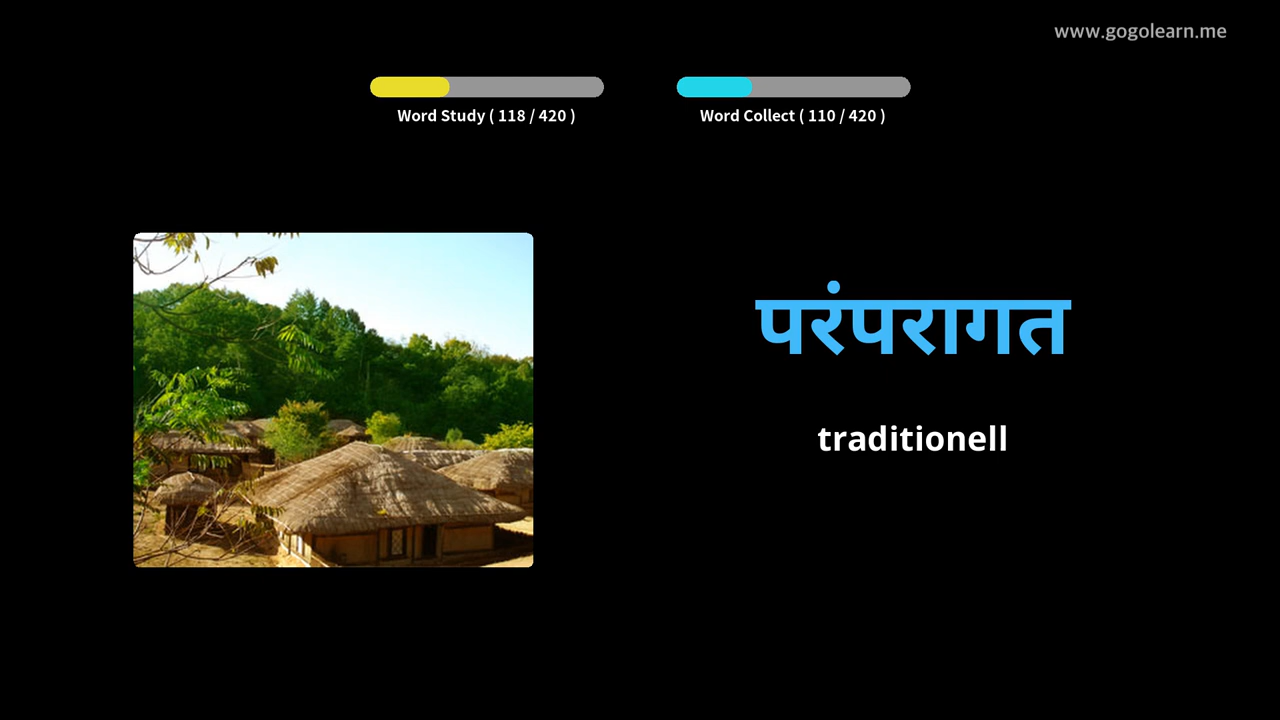 www.gogolearn.me
Word Study ( 118 / 420 )
Word Collect ( 110 / 420 )
परंपरागत
traditionell